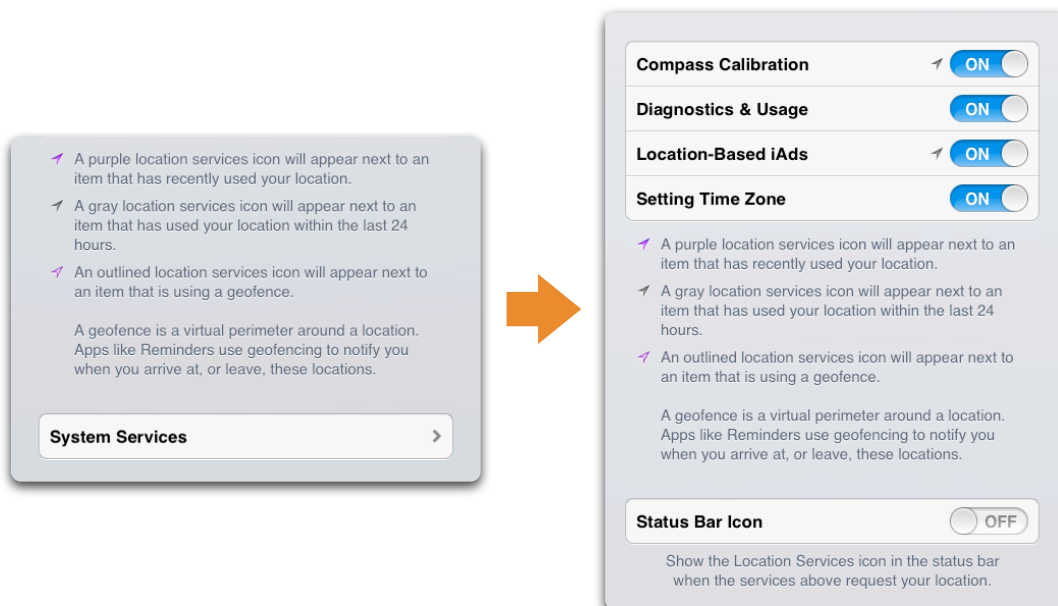 A purple location services icon will appear next to an
item that has recently used your location.
A gray location services icon will appear next to an
item that has used your location within the last 24
hours.
An outlined location services icon will appear next to
an item that is using a geofence.
A geofence is a virtual perimeter around a location.
Apps like Reminders use geofencing to notify you
when you arrive at, or leave, these locations.
System Services
Compass Calibration ON
Diagnostics & Usage ON
Location-Based iAds ON
Setting Time Zone ON
A purple location services icon will appear next to an
item that has recently used your location.
A gray location services icon will appear next to an
item that has used your location within the last 24
hours.
An outlined location services icon will appear next to
an item that is using a geofence.
A geofence is a virtual perimeter around a location.
Apps like Reminders use geofencing to notify you
when you arrive at, or leave, these locations.
Status Bar Icon OFF
Show the Location Services icon in the status bar
when the services above request your location.